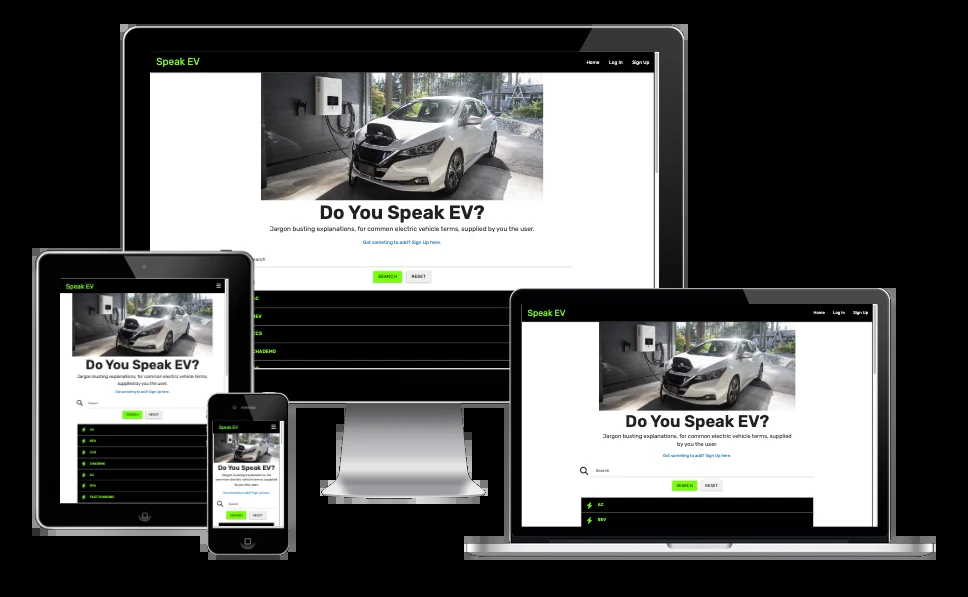 Speak EV
Home Log In Sign Up
Do You Speak EV?
Jargon busting explanations, for common electric vehicle terms, supplied by you the user.
Got someting to add? Sign Up here.
earch
SEARCH RESET
C
EV
CCS
CHADEMO
Speak EV
Do You Speak EV?
Jargon busting explanations, for common electric vehicle terms,
supplied by you the user.
Got someting to add? Sign Up here.
Search
SEARCH RESET
AC
BEV
CCS
CHADEMO
EV
FAST CHARGING
Speak EV
Do You Speak EV?
Jargon busting explanations, for
common electric vehicle terms, supplied
by you the user.
Got someting to add? Sign Up here.
Search
SEARCH RESET
Speak EV
Home Log In Sign Up
Do You Speak EV?
Jargon busting explanations, for common electric vehicle terms, supplied
by you the user.
Got someting to add? Sign Up here.
Search
SEARCH RESET
AC
BEV